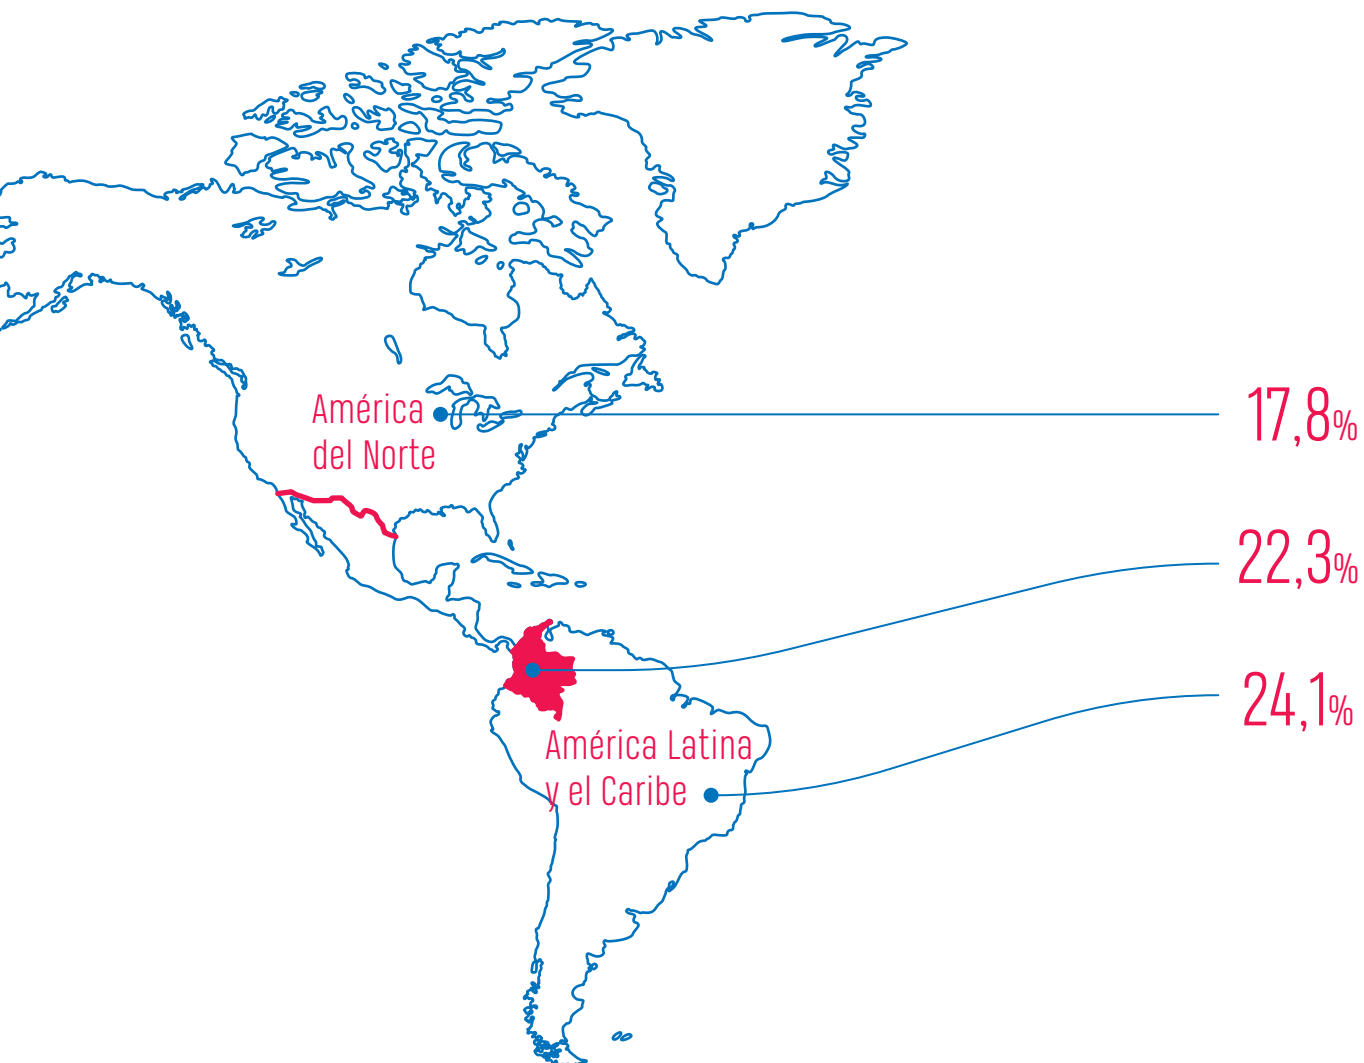 América
del Norte
17,8%
22,3%
24,1%
América Latina
y el Caribe